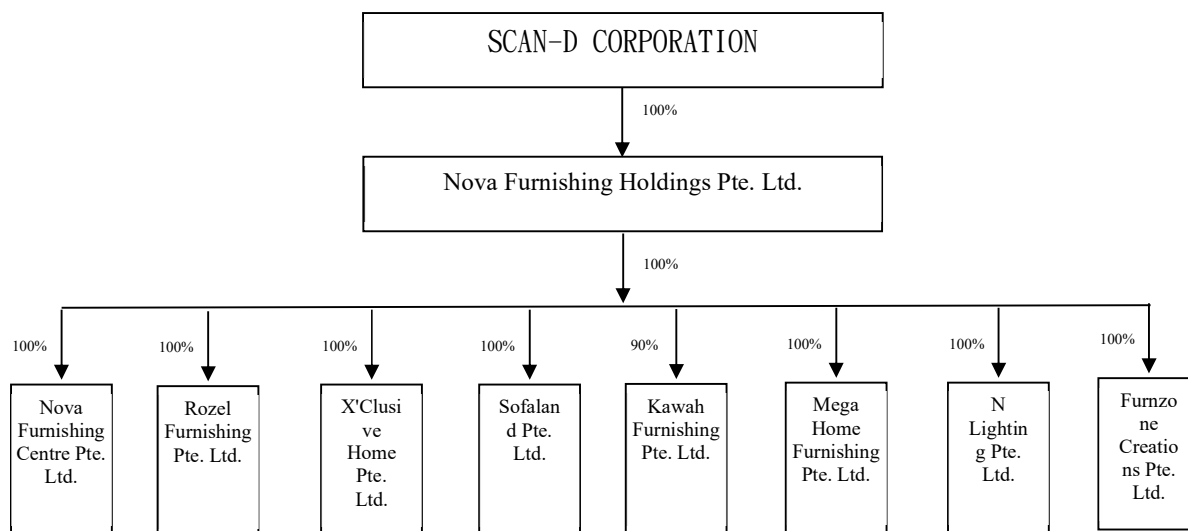 SCAN-D CORPORATION
100%
Nova Furnishing Holdings Pte. Ltd.
100%
100%
100%
100%
100%
90%
100%
100%
100%
Nova
Furnishing
Centre Pte.
Ltd.
Rozel
Furnishing
Pte. Ltd.
X'Clusi
ve
Home
Pte.
Ltd.
Sofalan
d Pte.
Ltd.
Kawah
Furnishing
Pte. Ltd.
Mega
Home
Furnishing
Pte. Ltd.
N
Lightin
g Pte.
Ltd.
Furnzo
ne
Creatio
ns Pte.
Ltd.